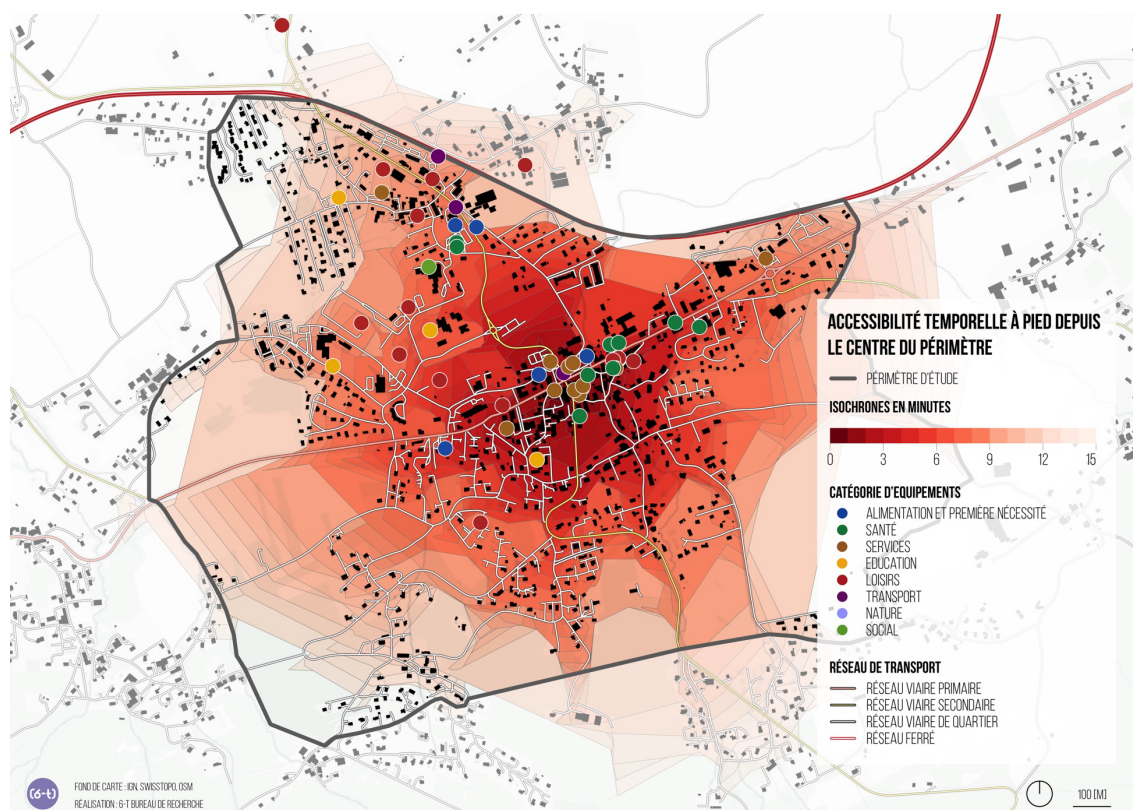 ACCESSIBILITÉ TEMPORELLE À PIED DEPUIS
LE CENTRE DU PÉRIMÈTRE
PÉRIMÈTRE D'ÉTUDE
ISOCHRONES EN MINUTES
0 3 6 9 12 15
CATÉGORIE D'EQUIPEMENTS
ALIMENTATION ET PREMIÈRE NÉCESSITÉ
SANTÉ
SERVICES
EDUCATION
LOISIRS
TRANSPORT
NATURE
SOCIAL
RÉSEAU DE TRANSPORT
RÉSEAU VIAIRE PRIMAIRE
RÉSEAU VIAIRE SECONDAIRE
RÉSEAU VIAIRE DE QUARTIER
RÉSEAU FERRÉ
100 [M]
(6-t)
FOND DE CARTE : IGN, SWISSTOPO, OSM
RÉALISATION : 6-T BUREAU DE RECHERCHE